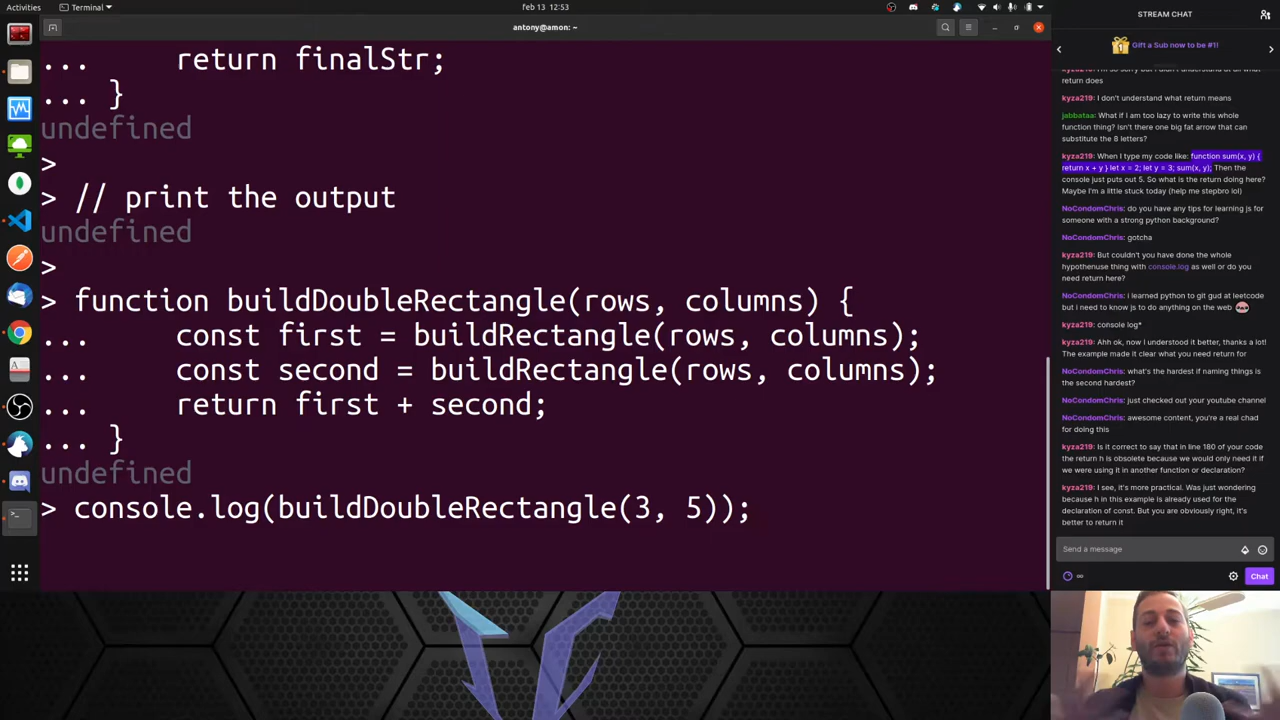 Activities
Terminal
feb 13 12:53
antony@amon: ~
... return finalStr;
... }
undefined
>
> // print the output
undefined
>
> function buildDoubleRectangle(rows, columns) {
... const first = buildRectangle(rows, columns);
... const second = buildRectangle(rows, columns);
... return first + second;
... }
undefined
> console.log(buildDoubleRectangle(3, 5));
STREAM CHAT
Gift a Sub now to be #1!
return does
kyza219: I don't understand what return means
jabbataa: What if I am too lazy to write this whole
function thing? Isn't there one big fat arrow that can
substitute the 8 letters?
kyza219: When I type my code like: function sum(x, y) {
return x + y } let x = 2; let y = 3; sum(x, y); Then the
console just puts out 5. So what is the return doing here?
Maybe I'm a little stuck today (help me stepbro lol)
NoCondomChris: do you have any tips for learning js for
someone with a strong python background?
NoCondomChris: gotcha
kyza219: But couldn't you have done the whole
hypothenuse thing with console.log as well or do you
need return here?
NoCondomChris: i learned python to git gud at leetcode
but i need to know js to do anything on the web
kyza219: console log*
kyza219: Ahh ok, now I understood it better, thanks a lot!
The example made it clear what you need return for
NoCondomChris: what's the hardest if naming things is
the second hardest?
NoCondomChris: just checked out your youtube channel
NoCondomChris: awesome content, you're a real chad
for doing this
kyza219: Is it correct to say that in line 180 of your code
the return h is obsolete because we would only need it if
we were using it in another function or declaration?
kyza219: I see, it's more practical. Was just wondering
because h in this example is already used for the
declaration of const. But you are obviously right, it's
better to return it
Send a message
Chat